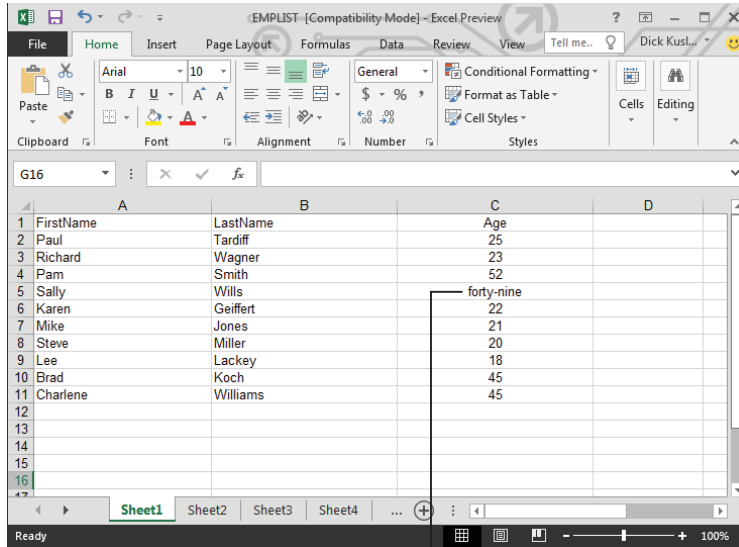 EMPLIST [Compatibility Mode] - Excel Preview ?
File Home Insert Page Layout Formulas Data Review View Tell me.. Dick Kusl...
Paste
Arial 10
B I U A A
A
General
$ % ,
.00 .0
Conditional Formatting
Format as Table
Cell Styles
Cells Editing
Clipboard Font Alignment Number Styles
G16 fx
A B C D
1 FirstName LastName Age
2 Paul Tardiff 25
3 Richard Wagner 23
4 Pam Smith 52
5 Sally Wills forty-nine
6 Karen Geiffert 22
7 Mike Jones 21
8 Steve Miller 20
9 Lee Lackey 18
10 Brad Koch 45
11 Charlene Williams 45
12
13
14
15
16
17
Sheet1 Sheet2 Sheet3 Sheet4 ...
Ready 100%